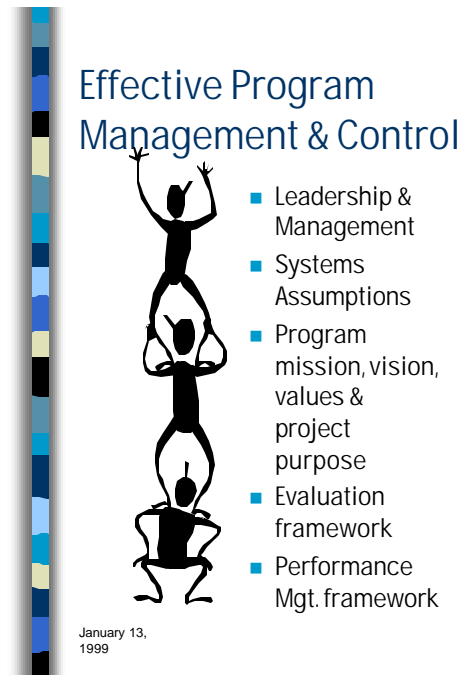 Effective Program
Management & Control
Leadership &
Management
Systems
Assumptions
Program
mission, vision,
values &
project
purpose
Evaluation
framework
Performance
Mgt. framework
January 13,
1999